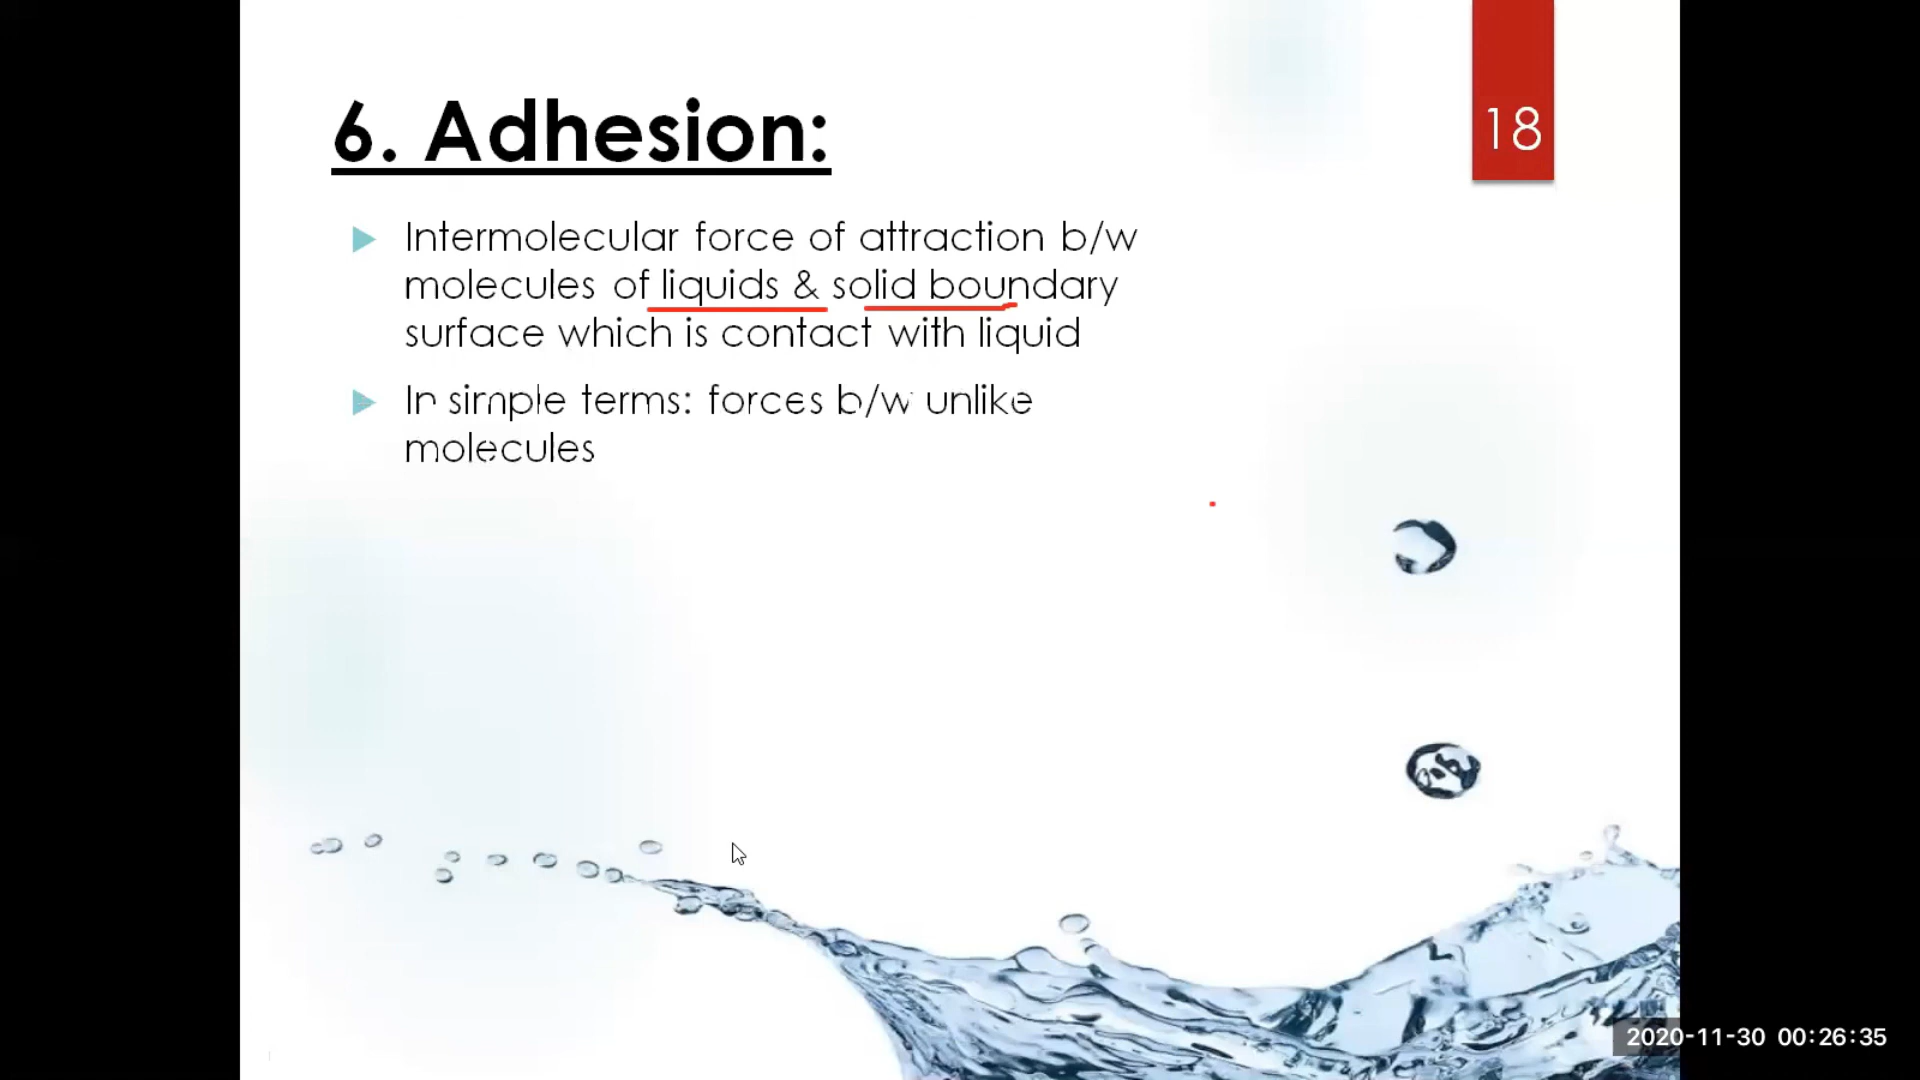 6. Adhesion:
18
Intermolecular force of attraction b/w
molecules of liquids & solid boundary
surface which is contact with liquid
In simple terms: forces b/w unlike
molecules
2020-11-30 00:26:35